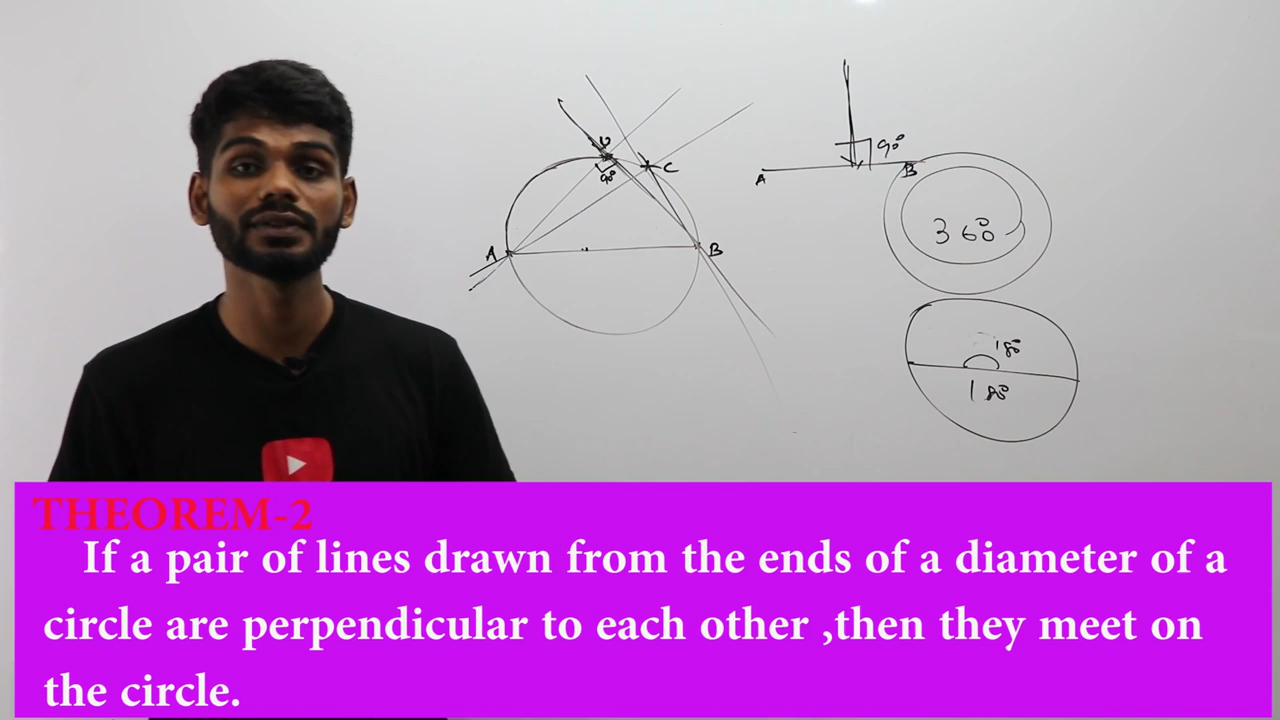 D
90°
C
A
B
90°
A
B
360°
180°
180°
THEOREM-2
If a pair of lines drawn from the ends of a diameter of a
circle are perpendicular to each other ,then they meet on
the circle.